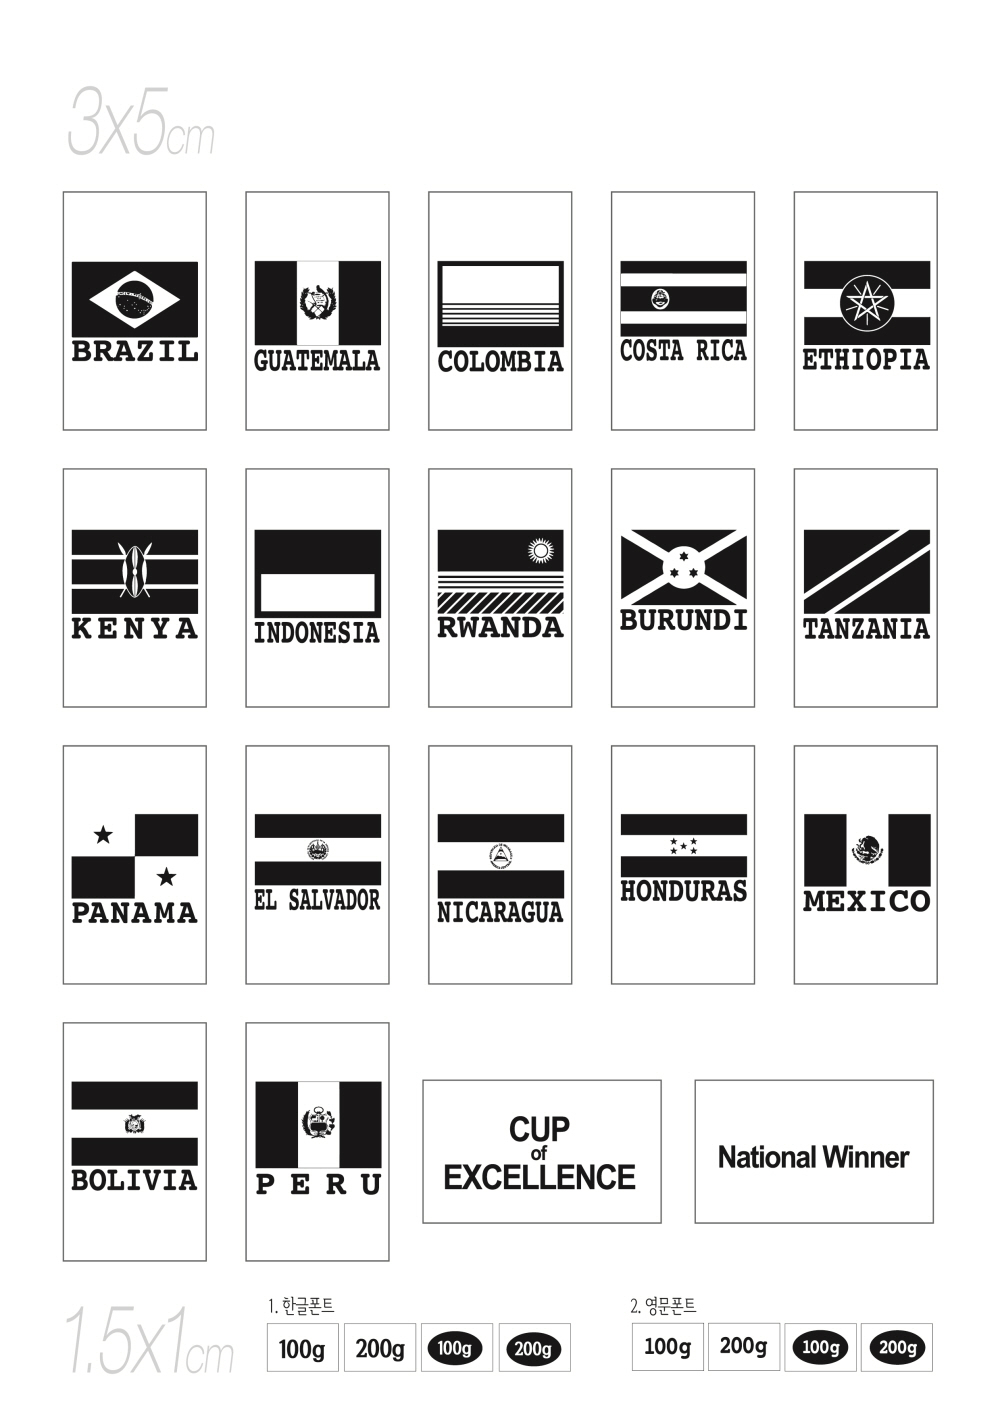 3x5cm
BRAZIL
GUATEMALA
COLOMBIA
COSTA RICA
ETHIOPIA
KENYA
INDONESIA
RWANDA
BURUNDI
TANZANIA
PANAMA
EL SALVADOR
NICARAGUA
HONDURAS
MEXICO
BOLIVIA
PERU
CUP
of
EXCELLENCE
National Winner
1.5x1cm
1. 한글폰트
100g
200g
100g
200g
2. 영문폰트
100g
200g
100g
200g